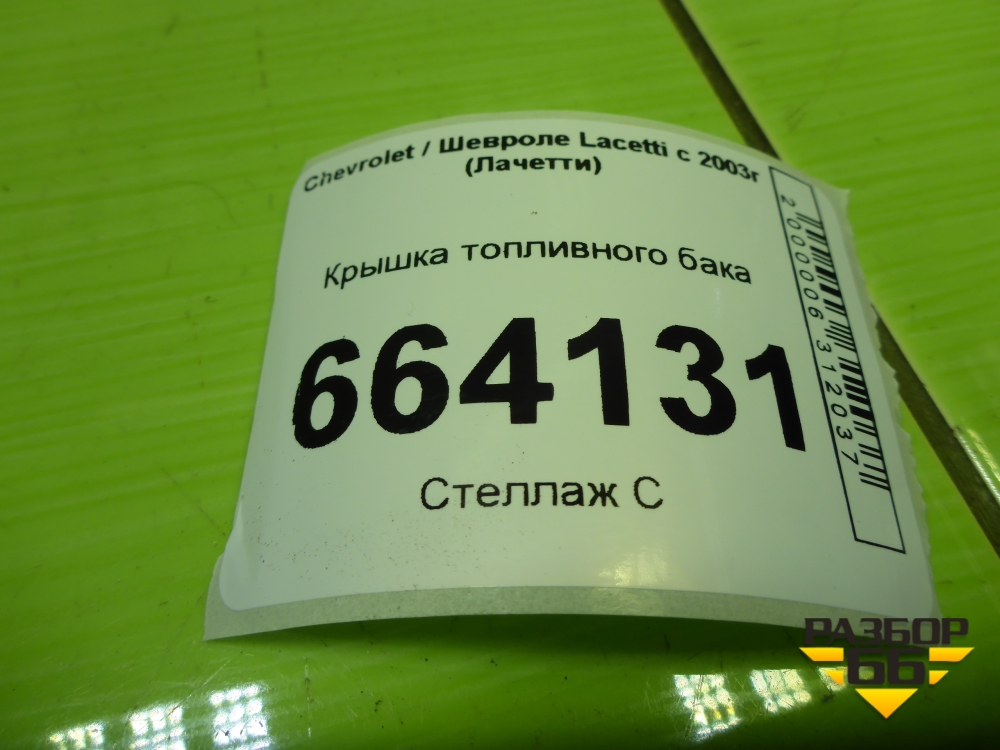 Chevrolet / Шевроле Lacetti с 2003г
(Лачетти)
Крышка топливного бака
664131
Стеллаж С
2000006312037
РАЗБОР
66